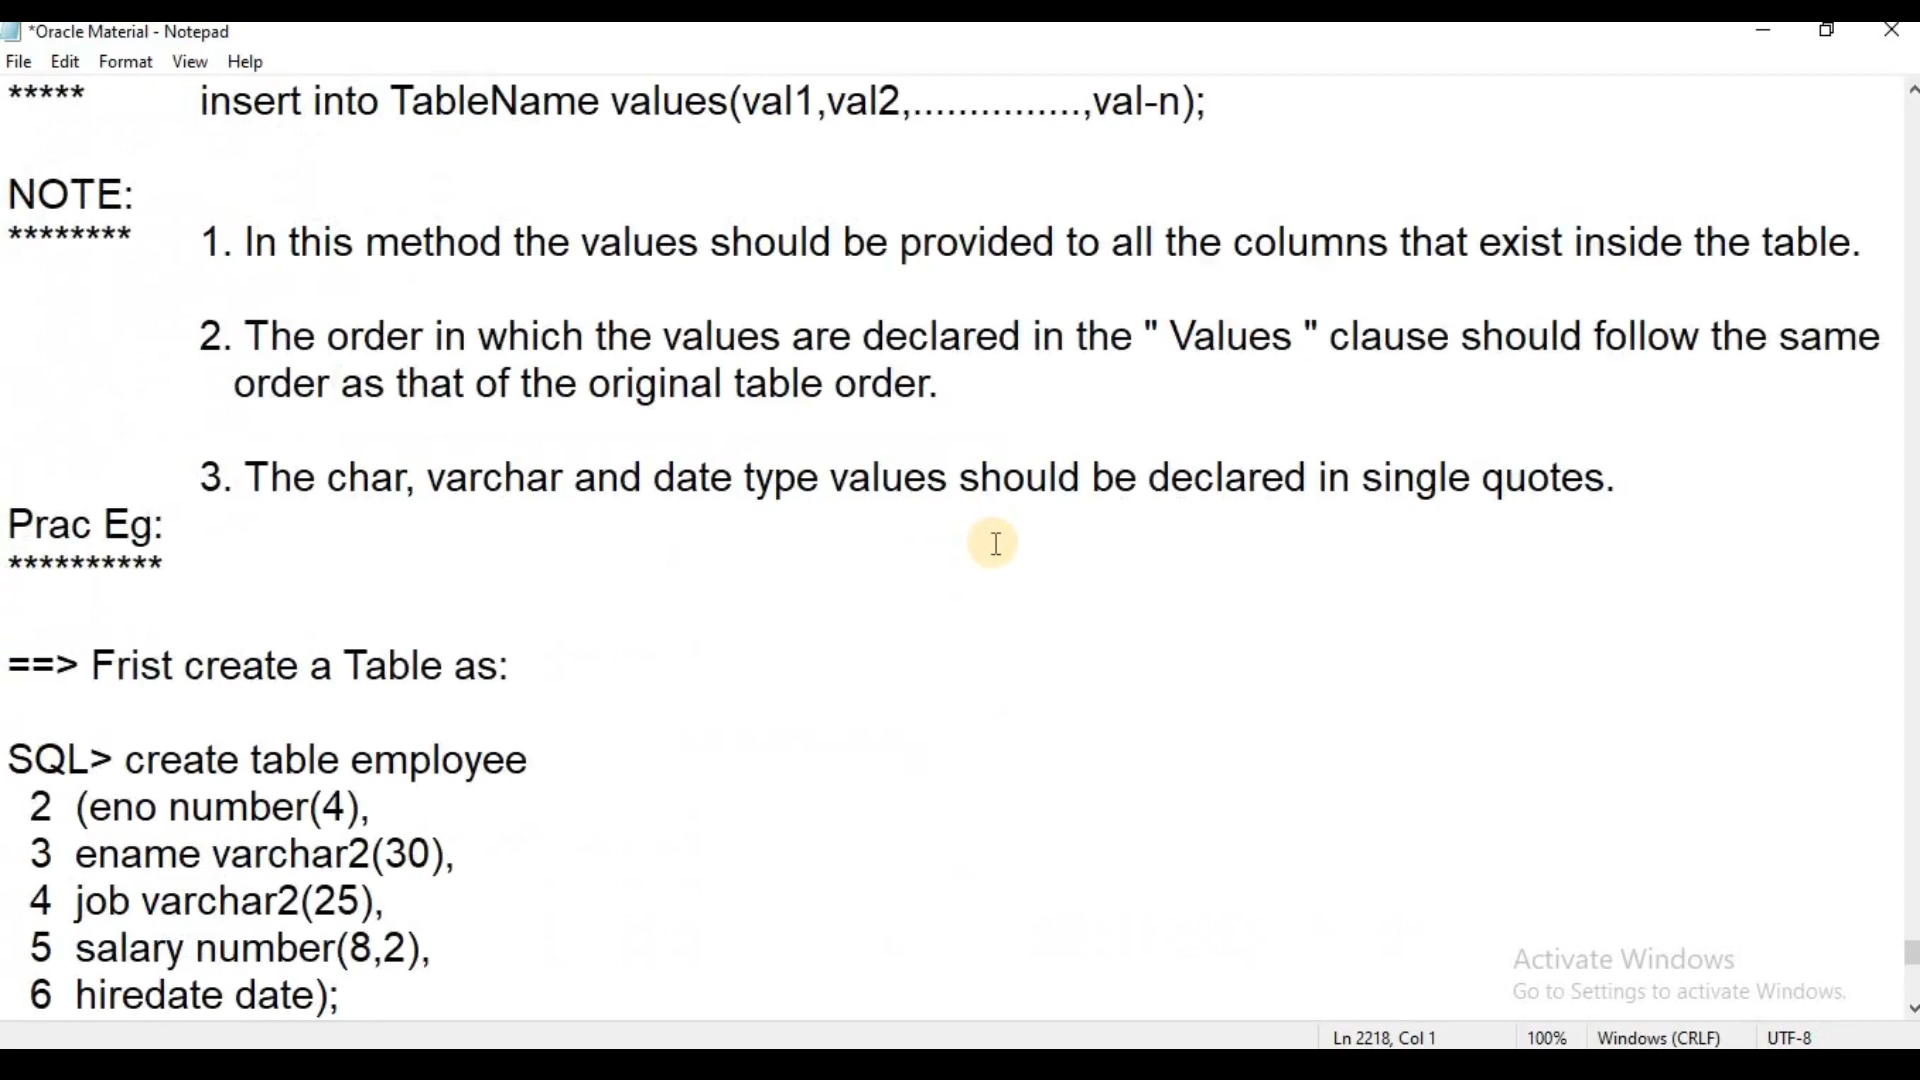 *Oracle Material - Notepad
File Edit Format View Help
***** insert into TableName values(val1,val2,...............,val-n);
NOTE:
******** 1. In this method the values should be provided to all the columns that exist inside the table.
2. The order in which the values are declared in the " Values " clause should follow the same
order as that of the original table order.
3. The char, varchar and date type values should be declared in single quotes.
Prac Eg:
**********
==> Frist create a Table as:
SQL> create table employee
2 (eno number(4),
3 ename varchar2(30),
4 job varchar2(25),
5 salary number(8,2),
6 hiredate date);
Activate Windows
Go to Settings to activate Windows.
Ln 2218, Col 1 100% Windows (CRLF) UTF-8